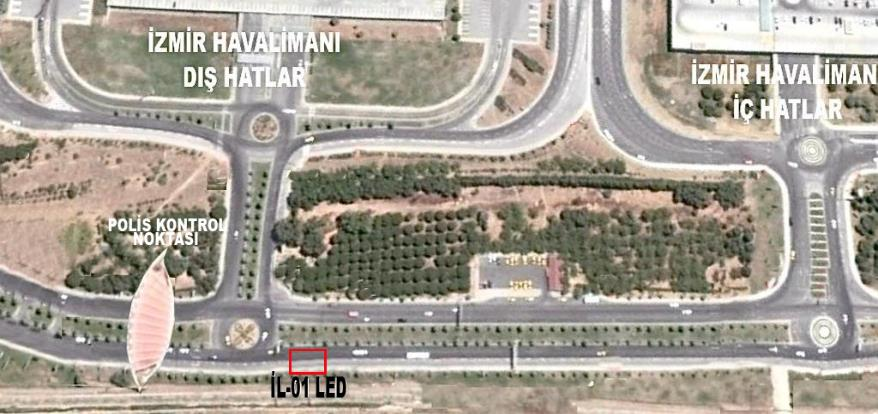 İZMİR HAVALİMANI
DIŞ HATLAR
İZMİR HAVALİMAN
İÇ HATLAR
POLİS KONTROL
NOKTASI
İL-01 LED